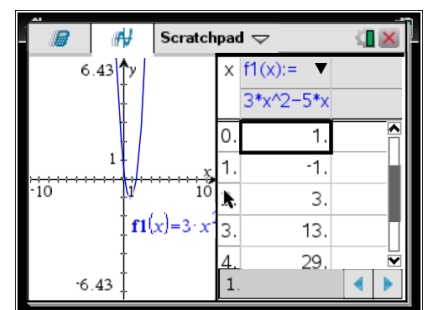 Scratchpad
6.43 y
1
x
-10 1 10
f1(x)=3·x²
-6.43
x f1(x):= ▼
3*x^2-5*x
0. 1.
1. -1.
3.
3. 13.
4. 29.
1.